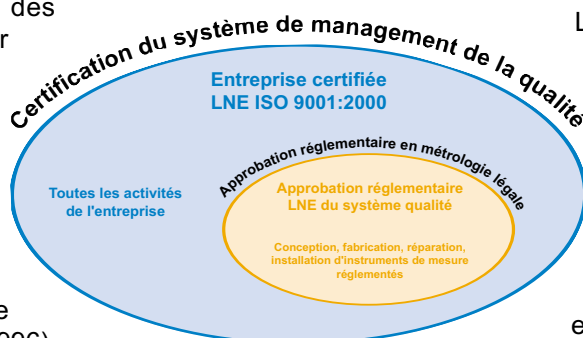 des
r
L
Certification du système de management de la qualité
Entreprise certifiée
LNE ISO 9001:2000
Approbation réglementaire en métrologie légale
Toutes les activités
de l'entreprise
Approbation réglementaire
LNE du système qualité
Conception, fabrication, réparation,
installation d'instruments de mesure
réglementés
e
996)
e